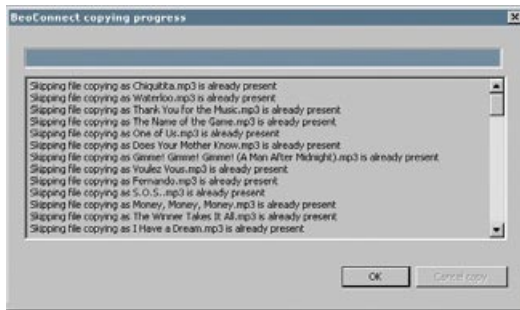 BeoConnect copying progress
Skipping file copying as Chiquitita.mp3 is already present
Skipping file copying as Waterloo.mp3 is already present
Skipping file copying as Thank You for the Music.mp3 is already present
Skipping file copying as The Name of the Game.mp3 is already present
Skipping file copying as One of Us.mp3 is already present
Skipping file copying as Does Your Mother Know.mp3 is already present
Skipping file copying as Gimme! Gimme! Gimme! (A Man After Midnight).mp3 is already present
Skipping file copying as Voulez Vous.mp3 is already present
Skipping file copying as Fernando.mp3 is already present
Skipping file copying as S.O.S..mp3 is already present
Skipping file copying as Money, Money, Money.mp3 is already present
Skipping file copying as The Winner Takes It All.mp3 is already present
Skipping file copying as I Have a Dream.mp3 is already present
OK
Cancel copy